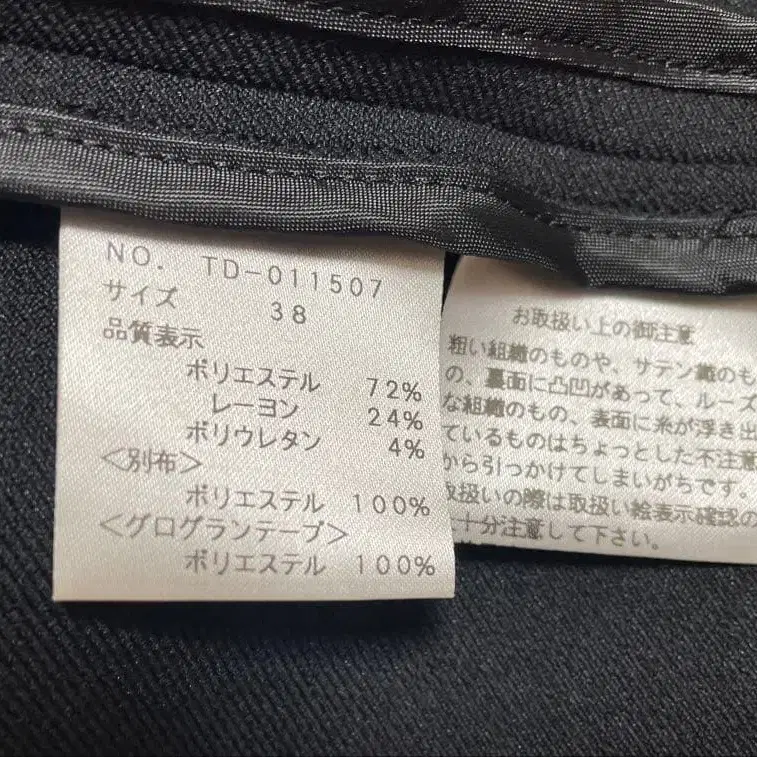 NO. TD-011507
サイズ 38
品質表示
ポリエステル 72%
レーヨン 24%
ポリウレタン 4%
<別布>
ポリエステル 100%
<グログランテープ>
ポリエステル 100%
お取扱い上の御注意
粗い組織のものや、サテン織のも
の、裏面に凸凹があって、ルーズ
な組織のもの、表面に糸が浮き出
ているものはちょっとした不注意
から引っかけてしまいがちです。
取扱いの際は取扱い絵表示確認の
十分注意して下さい。